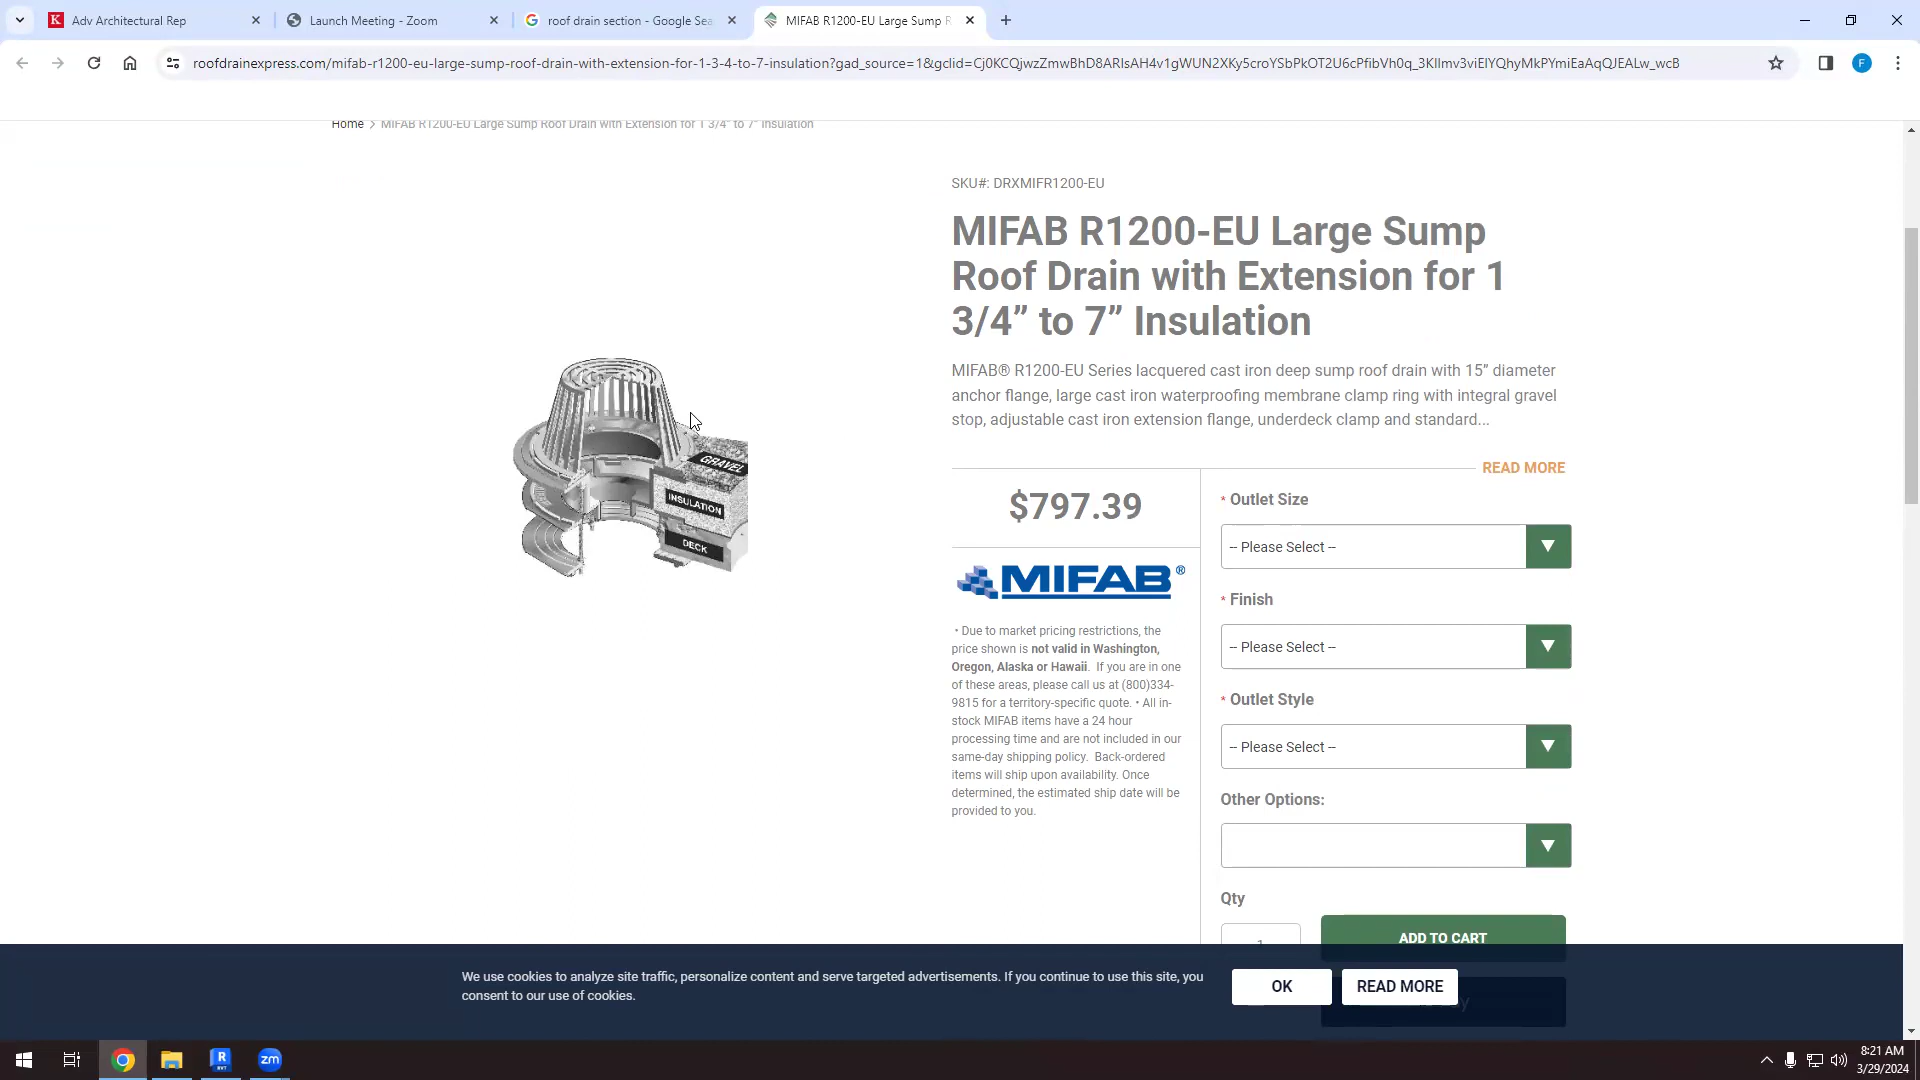 Adv Architectural Rep
Launch Meeting - Zoom
roof drain section - Google Sea
MIFAB R1200-EU Large Sump R
roofdrainexpress.com/mifab-r1200-eu-large-sump-roof-drain-with-extension-for-1-3-4-to-7-insulation?gad_source=1&gclid=Cj0KCQjwzZmwBhD8ARIsAH4v1gWUN2XKy5croYSbPkOT2U6cPfibVh0q_3KIImv3viEIYQhyMkPYmiEaAqQJEALw_wcB
F
Home > MIFAB R1200-EU Large Sump Roof Drain with Extension for 1 3/4” to 7” Insulation
SKU#: DRXMIFR1200-EU
MIFAB R1200-EU Large Sump
Roof Drain with Extension for 1
3/4” to 7” Insulation
MIFAB® R1200-EU Series lacquered cast iron deep sump roof drain with 15” diameter
anchor flange, large cast iron waterproofing membrane clamp ring with integral gravel
stop, adjustable cast iron extension flange, underdeck clamp and standard...
READ MORE
GRAVEL
INSULATION
DECK
$797.39
MIFAB®
• Due to market pricing restrictions, the
price shown is not valid in Washington,
Oregon, Alaska or Hawaii. If you are in one
of these areas, please call us at (800)334-
9815 for a territory-specific quote. • All in-
stock MIFAB items have a 24 hour
processing time and are not included in our
same-day shipping policy. Back-ordered
items will ship upon availability. Once
determined, the estimated ship date will be
provided to you.
* Outlet Size
-- Please Select --
* Finish
-- Please Select --
* Outlet Style
-- Please Select --
Other Options:
Qty
1
ADD TO CART
We use cookies to analyze site traffic, personalize content and serve targeted advertisements. If you continue to use this site, you
consent to our use of cookies.
OK
READ MORE
zm
8:21 AM
3/29/2024